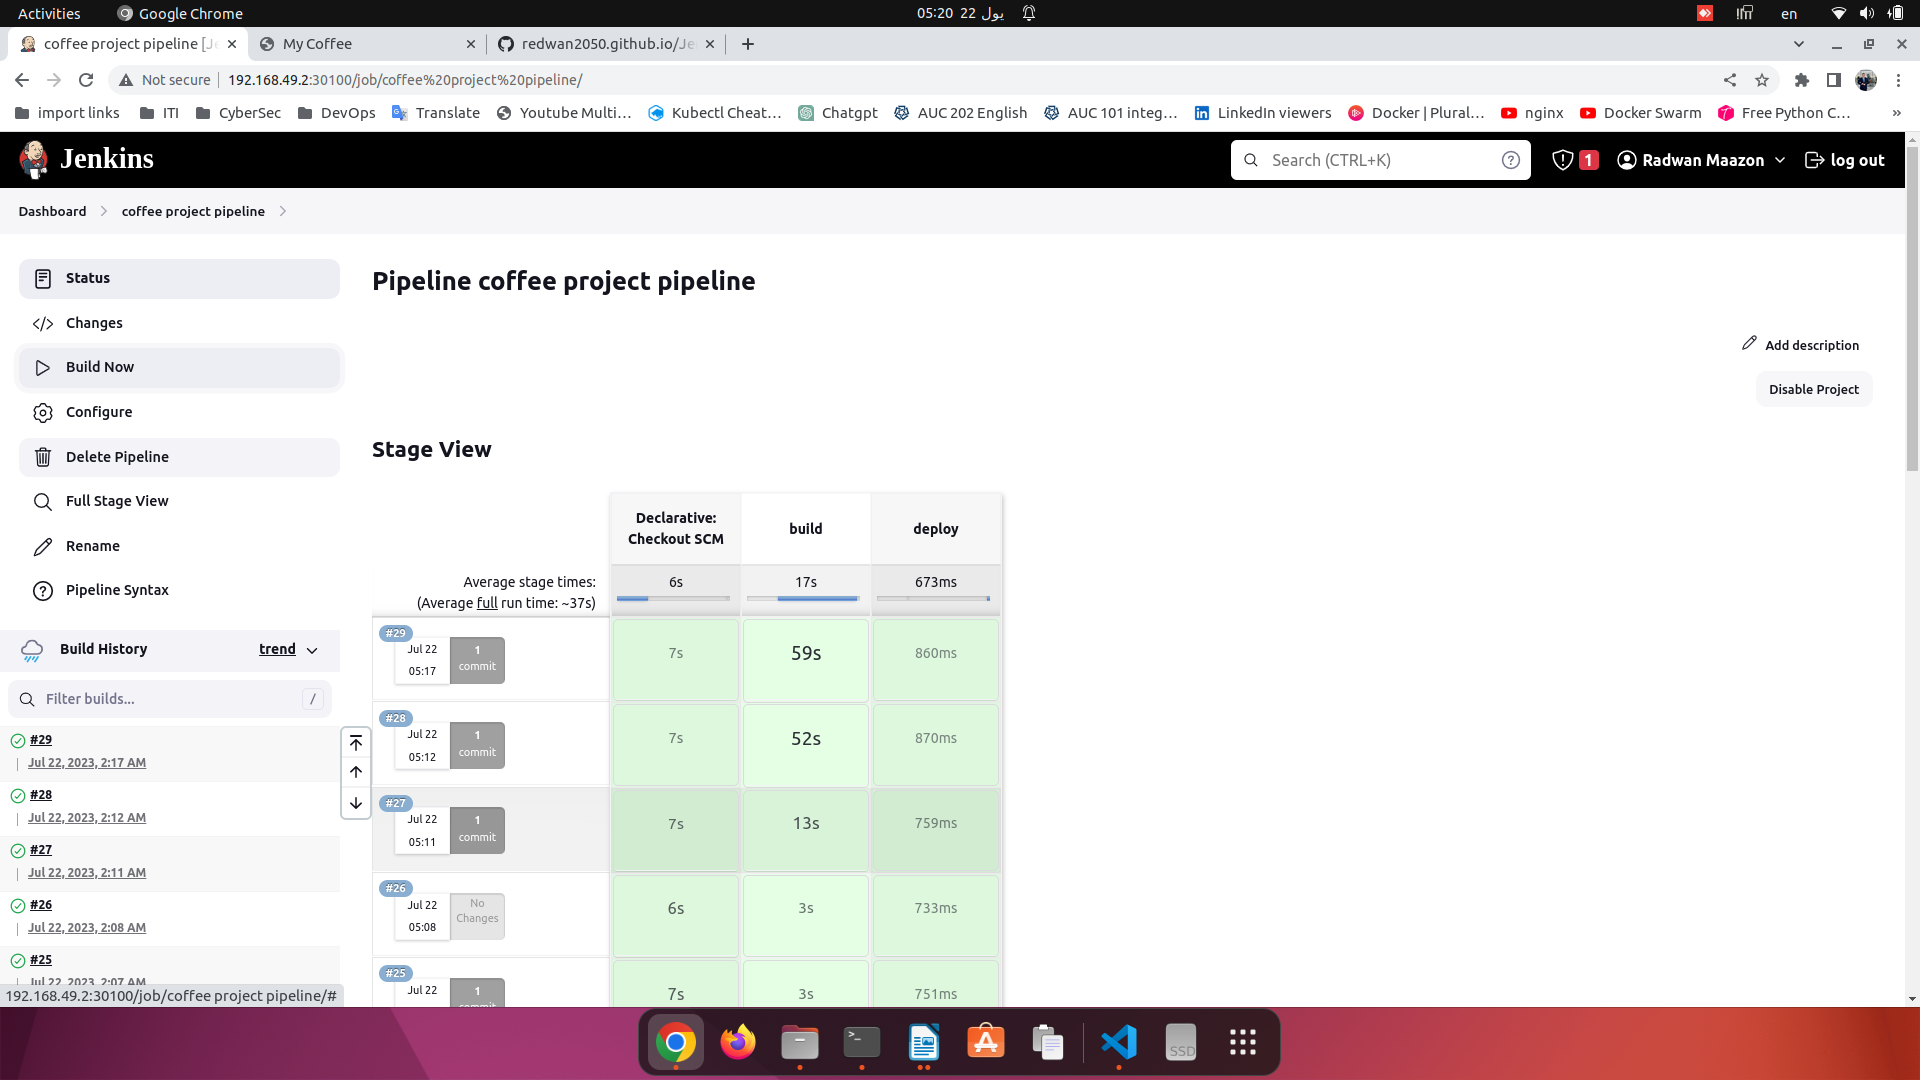 Activities
Google Chrome
05:20 22 يول
en
coffee project pipeline [Je
My Coffee
redwan2050.github.io/Je
Not secure
192.168.49.2:30100/job/coffee%20project%20pipeline/
import links
ITI
CyberSec
DevOps
Translate
Youtube Multi...
Kubectl Cheat...
Chatgpt
AUC 202 English
AUC 101 integ...
LinkedIn viewers
Docker | Plural...
nginx
Docker Swarm
Free Python C...
»
Jenkins
Search (CTRL+K)
1
Radwan Maazon
log out
Dashboard
coffee project pipeline
Status
Changes
Build Now
Configure
Delete Pipeline
Full Stage View
Rename
Pipeline Syntax
Build History
trend
Filter builds...
/
#29
Jul 22, 2023, 2:17 AM
#28
Jul 22, 2023, 2:12 AM
#27
Jul 22, 2023, 2:11 AM
#26
Jul 22, 2023, 2:08 AM
#25
Jul 22, 2023, 2:07 AM
192.168.49.2:30100/job/coffee project pipeline/#
Pipeline coffee project pipeline
Add description
Disable Project
Stage View
Declarative:
Checkout SCM
build
deploy
Average stage times:
(Average full run time: ~37s)
6s
17s
673ms
#29
Jul 22
05:17
1
commit
7s
59s
860ms
#28
Jul 22
05:12
1
commit
7s
52s
870ms
#27
Jul 22
05:11
1
commit
7s
13s
759ms
#26
Jul 22
05:08
No
Changes
6s
3s
733ms
#25
Jul 22
1
commit
7s
3s
751ms
SSD